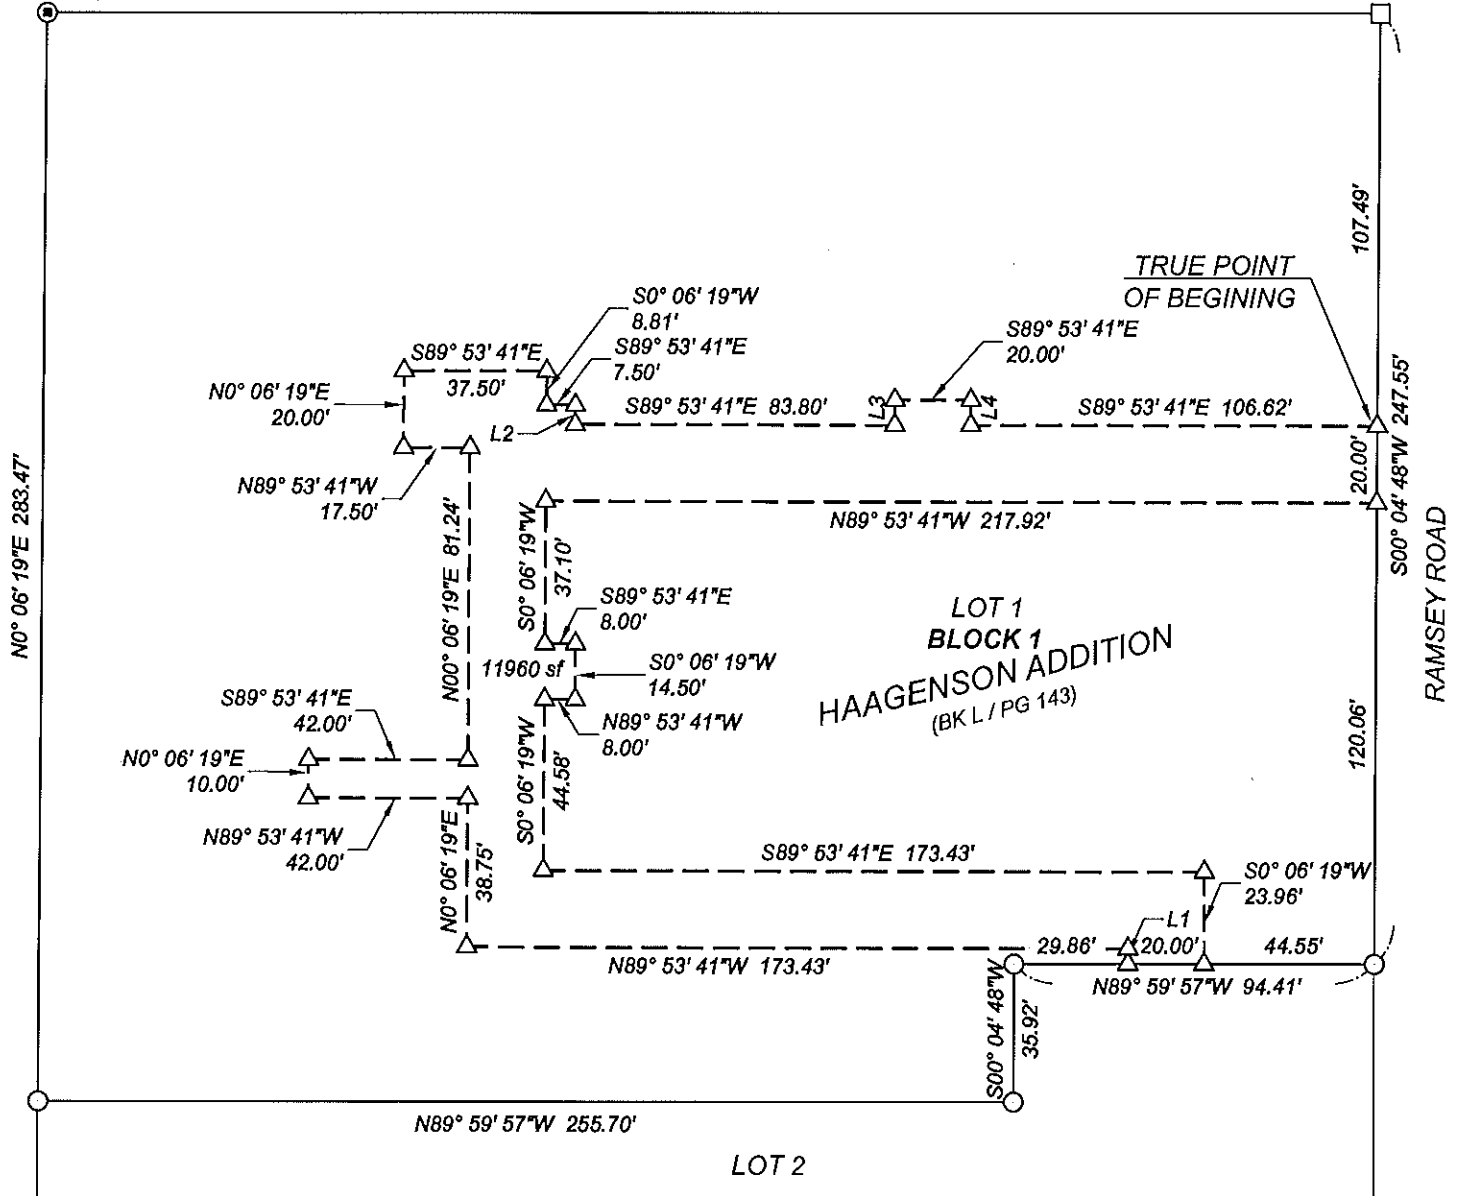 107.49'
TRUE POINT
OF BEGINING
S0° 06' 19"W
8.81'
S89° 53' 41"E
20.00'
S89° 53' 41"E
7.50'
S89° 53' 41"E
37.50'
N0° 06' 19"E
20.00'
S89° 53' 41"E 83.80'
L3
L4
S89° 53' 41"E 106.62'
S00° 04' 48"W 247.55'
L2
20.00'
N89° 53' 41"W
17.50'
N0° 06' 19"E 283.47'
N89° 53' 41"W 217.92'
RAMSEY ROAD
N00° 06' 19"E 81.24'
S0° 06' 19"W
37.10'
S89° 53' 41"E
8.00'
LOT 1
BLOCK 1
HAAGENSON ADDITION
(BK L / PG 143)
11960 sf
S0° 06' 19"W
14.50'
S89° 53' 41"E
42.00'
N89° 53' 41"W
8.00'
N0° 06' 19"E
10.00'
S0° 06' 19"W
44.58'
120.06'
N89° 53' 41"W
42.00'
N0° 06' 19"E
38.75'
S89° 53' 41"E 173.43'
S0° 06' 19"W
23.96'
L1
29.86'
20.00'
44.55'
N89° 53' 41"W 173.43'
N89° 59' 57"W 94.41'
S00° 04' 48"W
35.92'
N89° 59' 57"W 255.70'
LOT 2